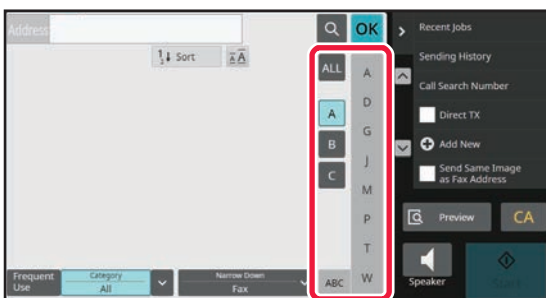 Address
OK
Sort
ALL
A
B
C
ABC
A
D
G
J
M
P
T
W
Recent Jobs
Sending History
Call Search Number
Direct TX
Add New
Send Same Image
as Fax Address
Preview
CA
Speaker
Start
Frequent
Use
Category
All
Narrow Down
Fax